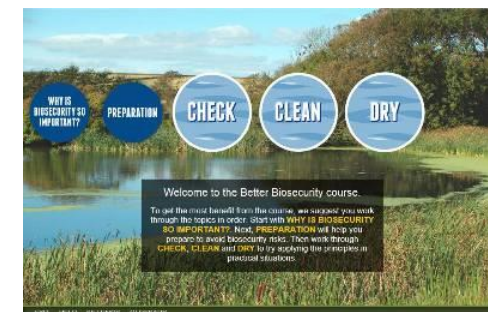 WHY IS
BIOSECURITY SO
IMPORTANT?
PREPARATION
CHECK
CLEAN
DRY
Welcome to the Better Biosecurity course.
To get the most benefit from the course, we suggest you work
through the topics in order. Start with WHY IS BIOSECURITY
SO IMPORTANT?. Next, PREPARATION will help you
prepare to avoid biosecurity risks. Then work through
CHECK, CLEAN and DRY to try applying the principles in
practical situations.